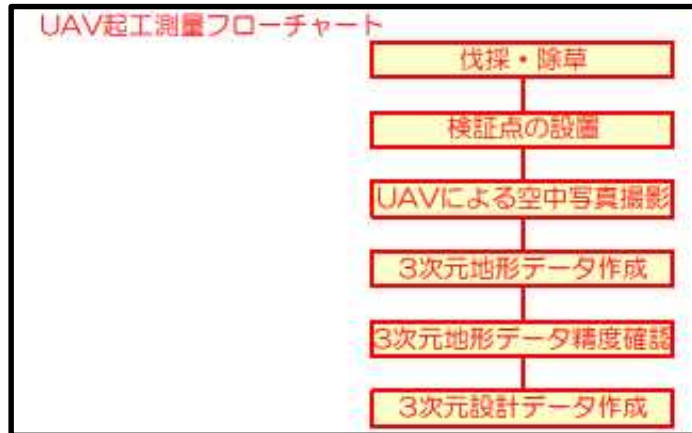 UAV起工測量フローチャート
伐採・除草
検証点の設置
UAVによる空中写真撮影
3次元地形データ作成
3次元地形データ精度確認
3次元設計データ作成